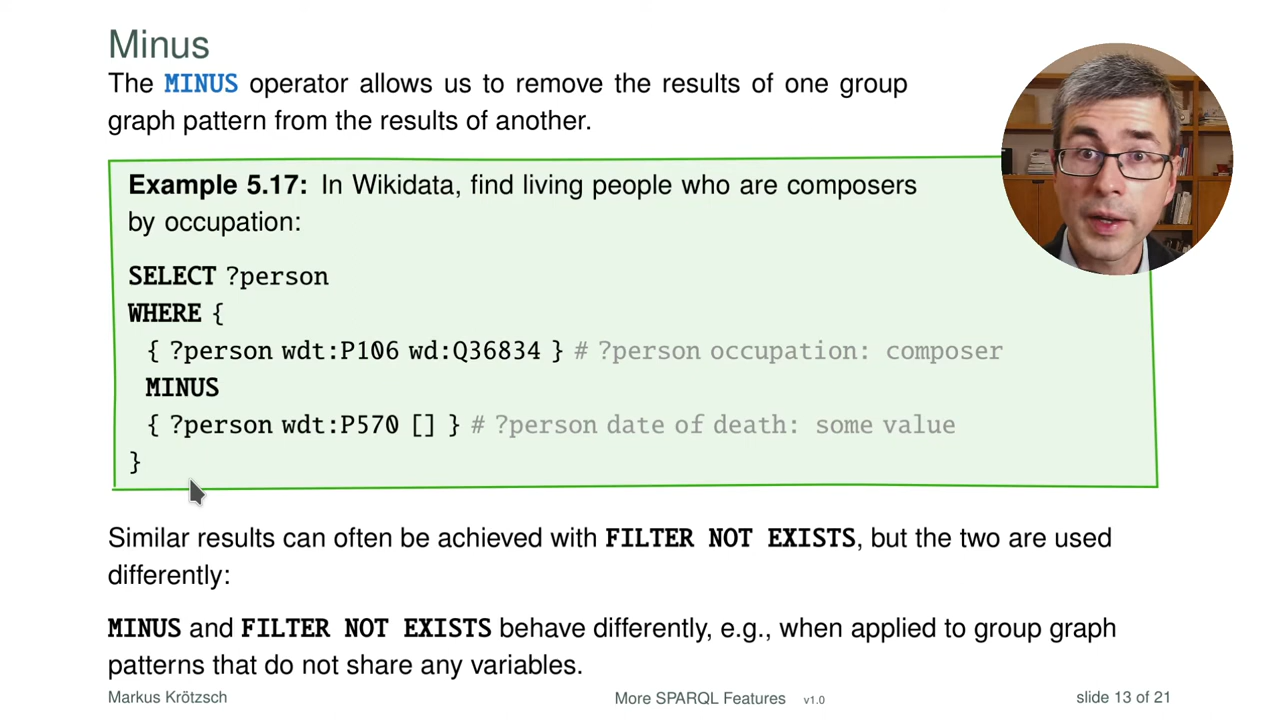 Minus
The MINUS operator allows us to remove the results of one group
graph pattern from the results of another.
Example 5.17: In Wikidata, find living people who are composers
by occupation:
SELECT ?person
WHERE {
{ ?person wdt:P106 wd:Q36834 } # ?person occupation: composer
MINUS
{ ?person wdt:P570 [] } # ?person date of death: some value
}
Similar results can often be achieved with FILTER NOT EXISTS, but the two are used
differently:
MINUS and FILTER NOT EXISTS behave differently, e.g., when applied to group graph
patterns that do not share any variables.
Markus Krötzsch More SPARQL Features v1.0 slide 13 of 21